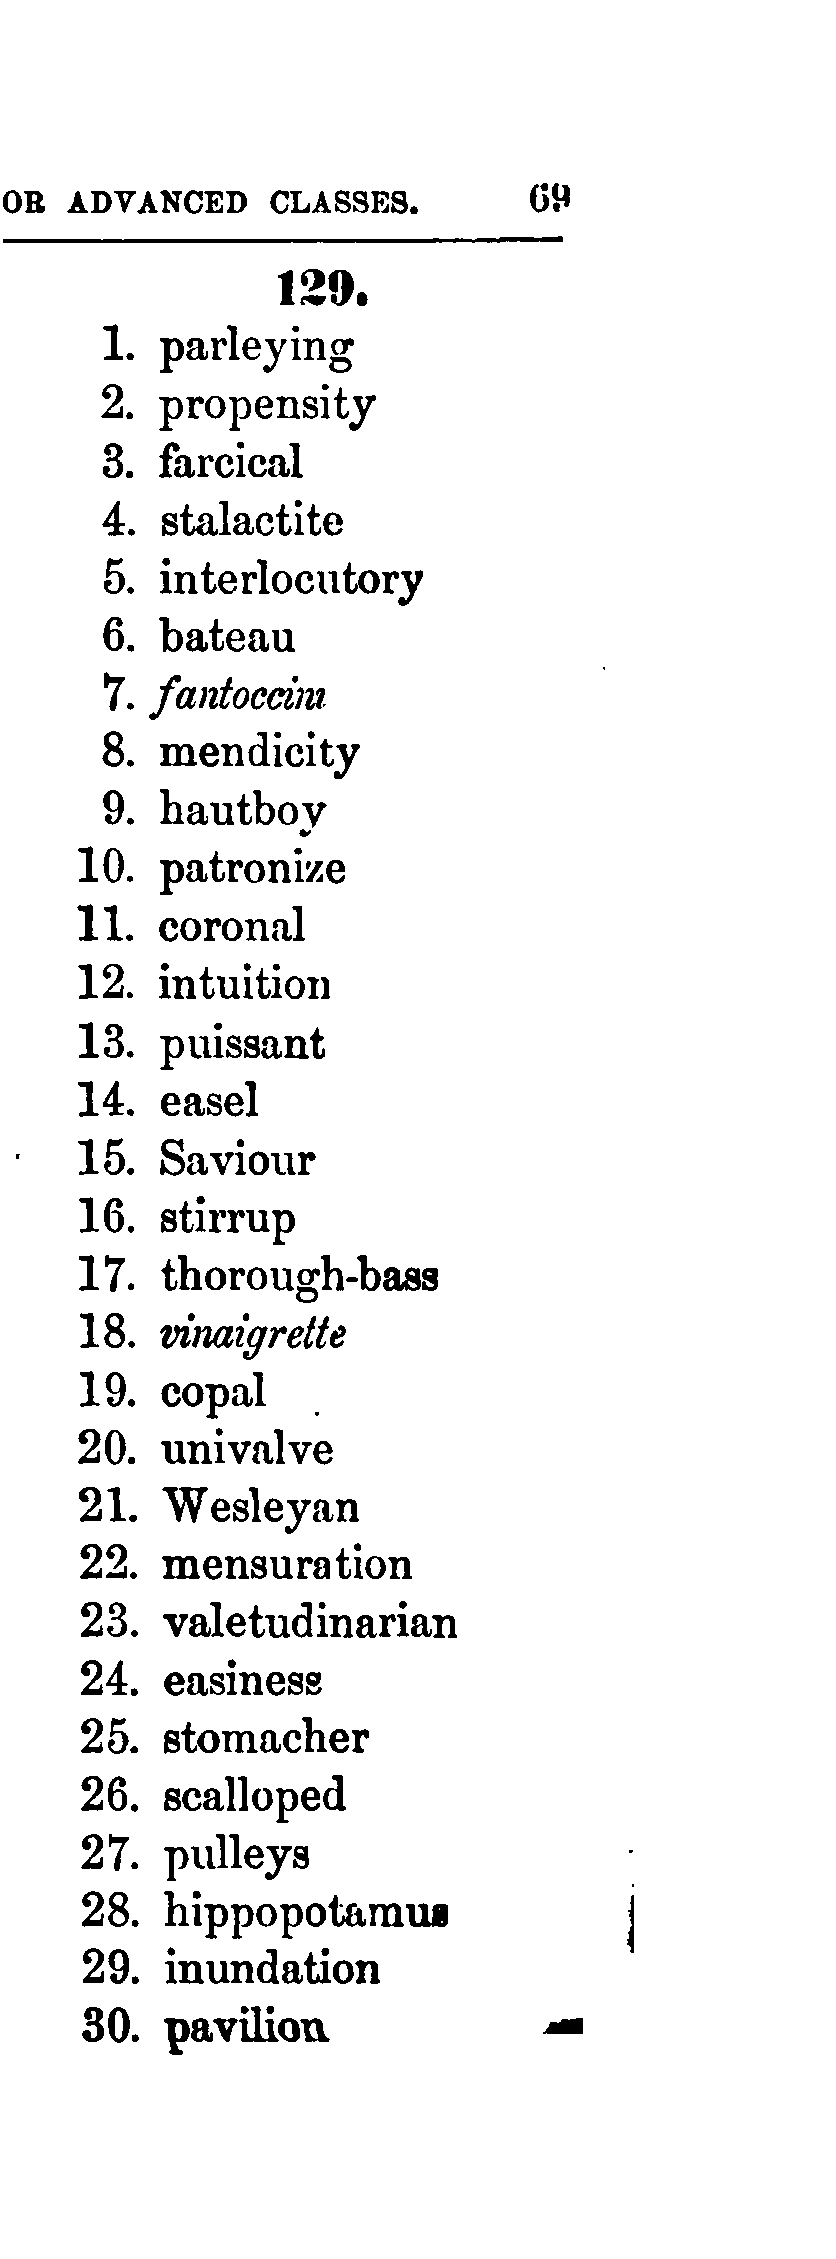 OR ADVANCED CLASSES. 69
129.
1. parleying
2. propensity
3. farcical
4. stalactite
5. interlocutory
6. bateau
7. fantoccini
8. mendicity
9. hautboy
10. patronize
11. coronal
12. intuition
13. puissant
14. easel
15. Saviour
16. stirrup
17. thorough-bass
18. vinaigrette
19. copal
20. univalve
21. Wesleyan
22. mensuration
23. valetudinarian
24. easiness
25. stomacher
26. scalloped
27. pulleys
28. hippopotamus
29. inundation
30. pavilion